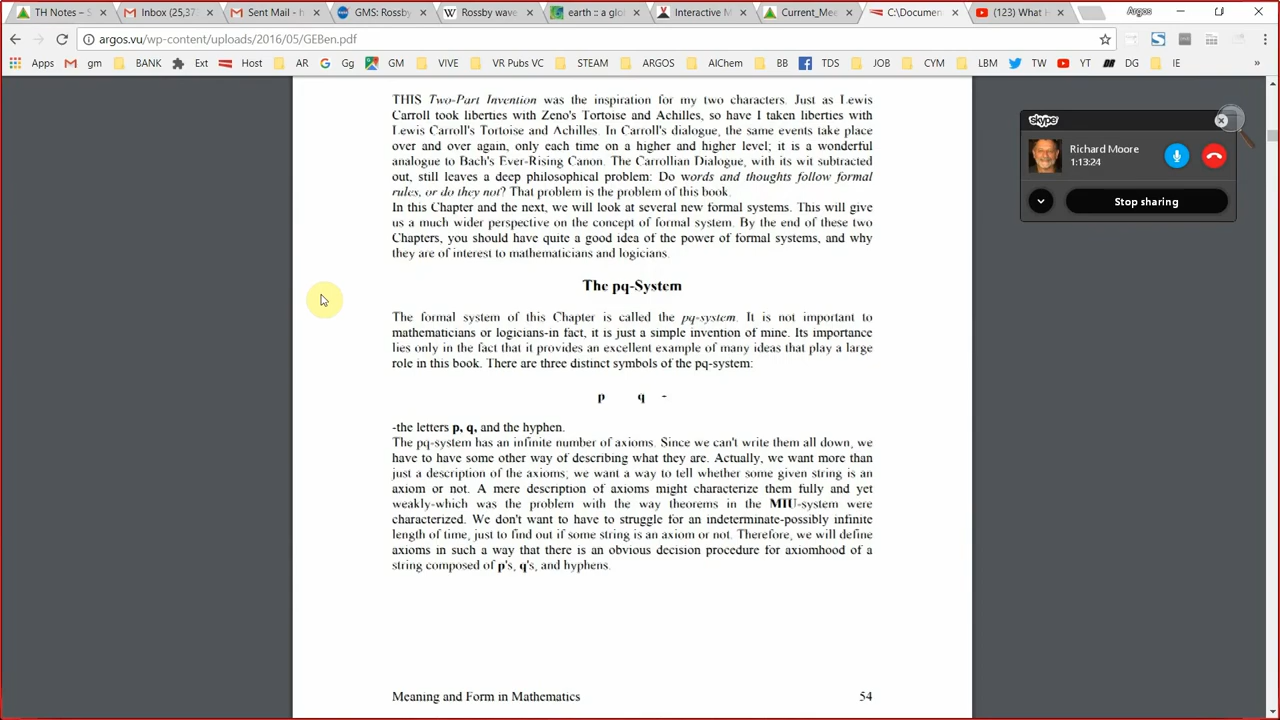 TH Notes – S
Inbox (25,37
Sent Mail - h
GMS: Rossby
Rossby wave
earth :: a glo
Interactive M
Current_Mee
C:\Documen
(123) What H
Argos
argos.vu/wp-content/uploads/2016/05/GEBen.pdf
Apps gm BANK Ext Host AR Gg GM VIVE VR Pubs VC STEAM ARGOS AIChem BB TDS JOB CYM LBM TW YT DG IE »
THIS Two-Part Invention was the inspiration for my two characters. Just as Lewis
Carroll took liberties with Zeno's Tortoise and Achilles, so have I taken liberties with
Lewis Carroll's Tortoise and Achilles. In Carroll's dialogue, the same events take place
over and over again, only each time on a higher and higher level; it is a wonderful
analogue to Bach's Ever-Rising Canon. The Carrollian Dialogue, with its wit subtracted
out, still leaves a deep philosophical problem: Do words and thoughts follow formal
rules, or do they not? That problem is the problem of this book.
In this Chapter and the next, we will look at several new formal systems. This will give
us a much wider perspective on the concept of formal system. By the end of these two
Chapters, you should have quite a good idea of the power of formal systems, and why
they are of interest to mathematicians and logicians.
The pq-System
The formal system of this Chapter is called the pq-system. It is not important to
mathematicians or logicians-in fact, it is just a simple invention of mine. Its importance
lies only in the fact that it provides an excellent example of many ideas that play a large
role in this book. There are three distinct symbols of the pq-system:
p q -
-the letters p, q, and the hyphen.
The pq-system has an infinite number of axioms. Since we can't write them all down, we
have to have some other way of describing what they are. Actually, we want more than
just a description of the axioms; we want a way to tell whether some given string is an
axiom or not. A mere description of axioms might characterize them fully and yet
weakly-which was the problem with the way theorems in the MIU-system were
characterized. We don't want to have to struggle for an indeterminate-possibly infinite
length of time, just to find out if some string is an axiom or not. Therefore, we will define
axioms in such a way that there is an obvious decision procedure for axiomhood of a
string composed of p's, q's, and hyphens.
Meaning and Form in Mathematics 54
skype
Richard Moore
1:13:24
Stop sharing